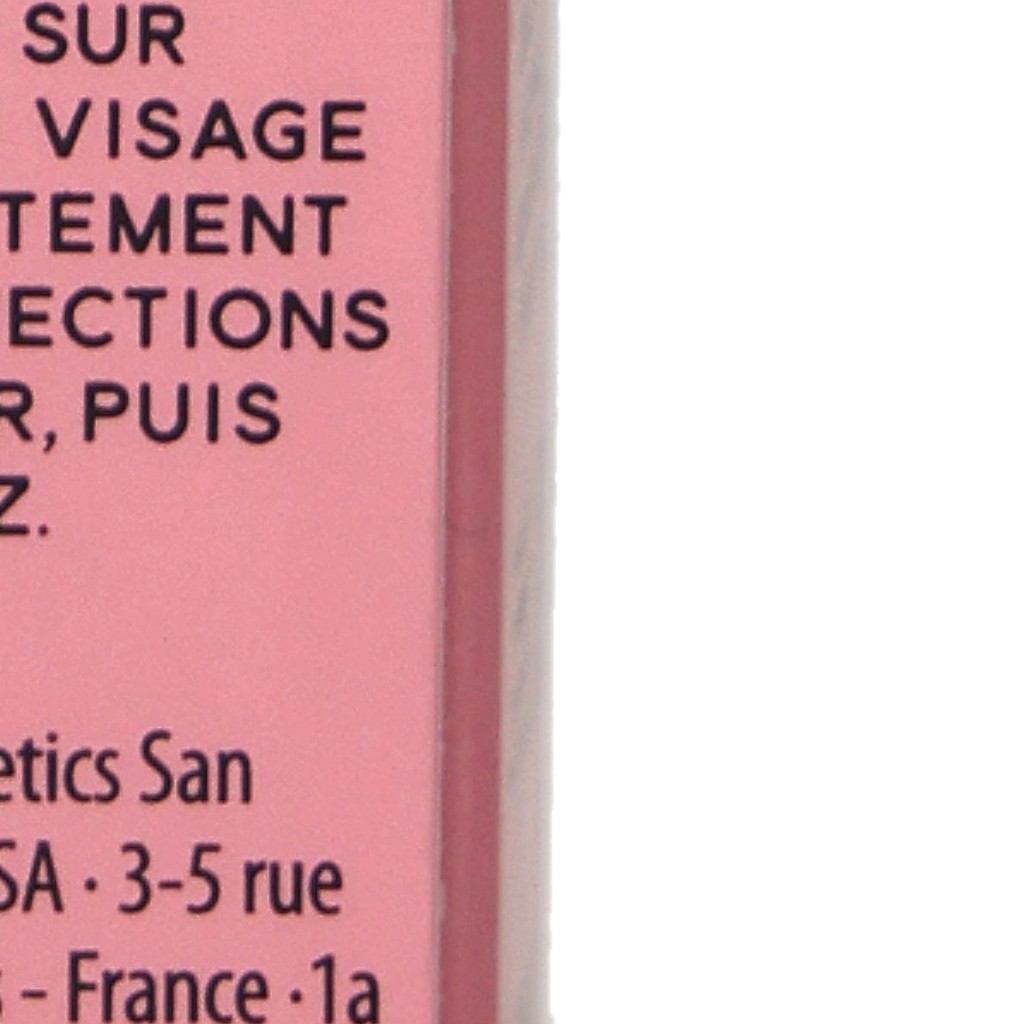 SUR
VISAGE
TEMENT
ECTIONS
R, PUIS
Z.
etics San
SA · 3-5 rue
- France · 1a